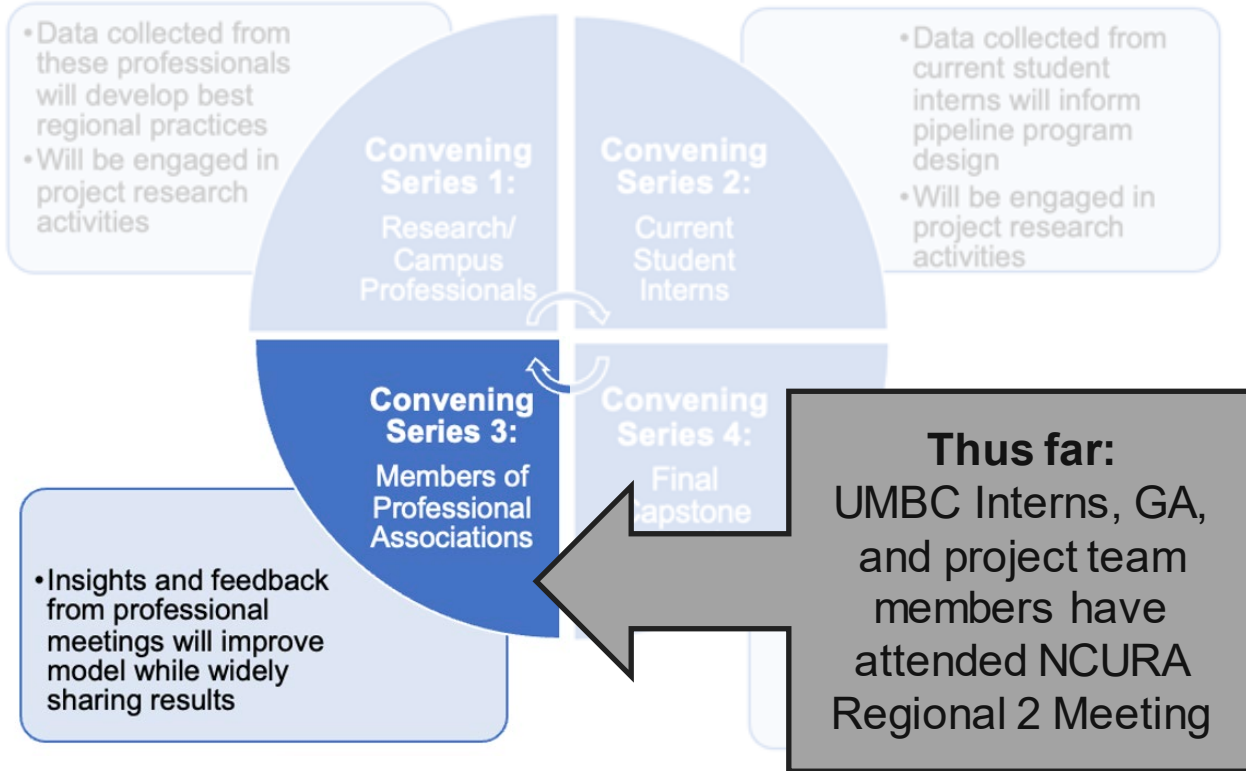 •Data collected from
these professionals
will develop best
regional practices
•Will be engaged in
project research
activities
Convening
Series 1:
Research/
Campus
Professionals
Convening
Series 2:
Current
Student
Interns
•Data collected from
current student
interns will inform
pipeline program
design
•Will be engaged in
project research
activities
Convening
Series 3:
Members of
Professional
Associations
Convening
Series 4:
Final
Capstone
•Insights and feedback
from professional
meetings will improve
model while widely
sharing results
Thus far:
UMBC Interns, GA,
and project team
members have
attended NCURA
Regional 2 Meeting